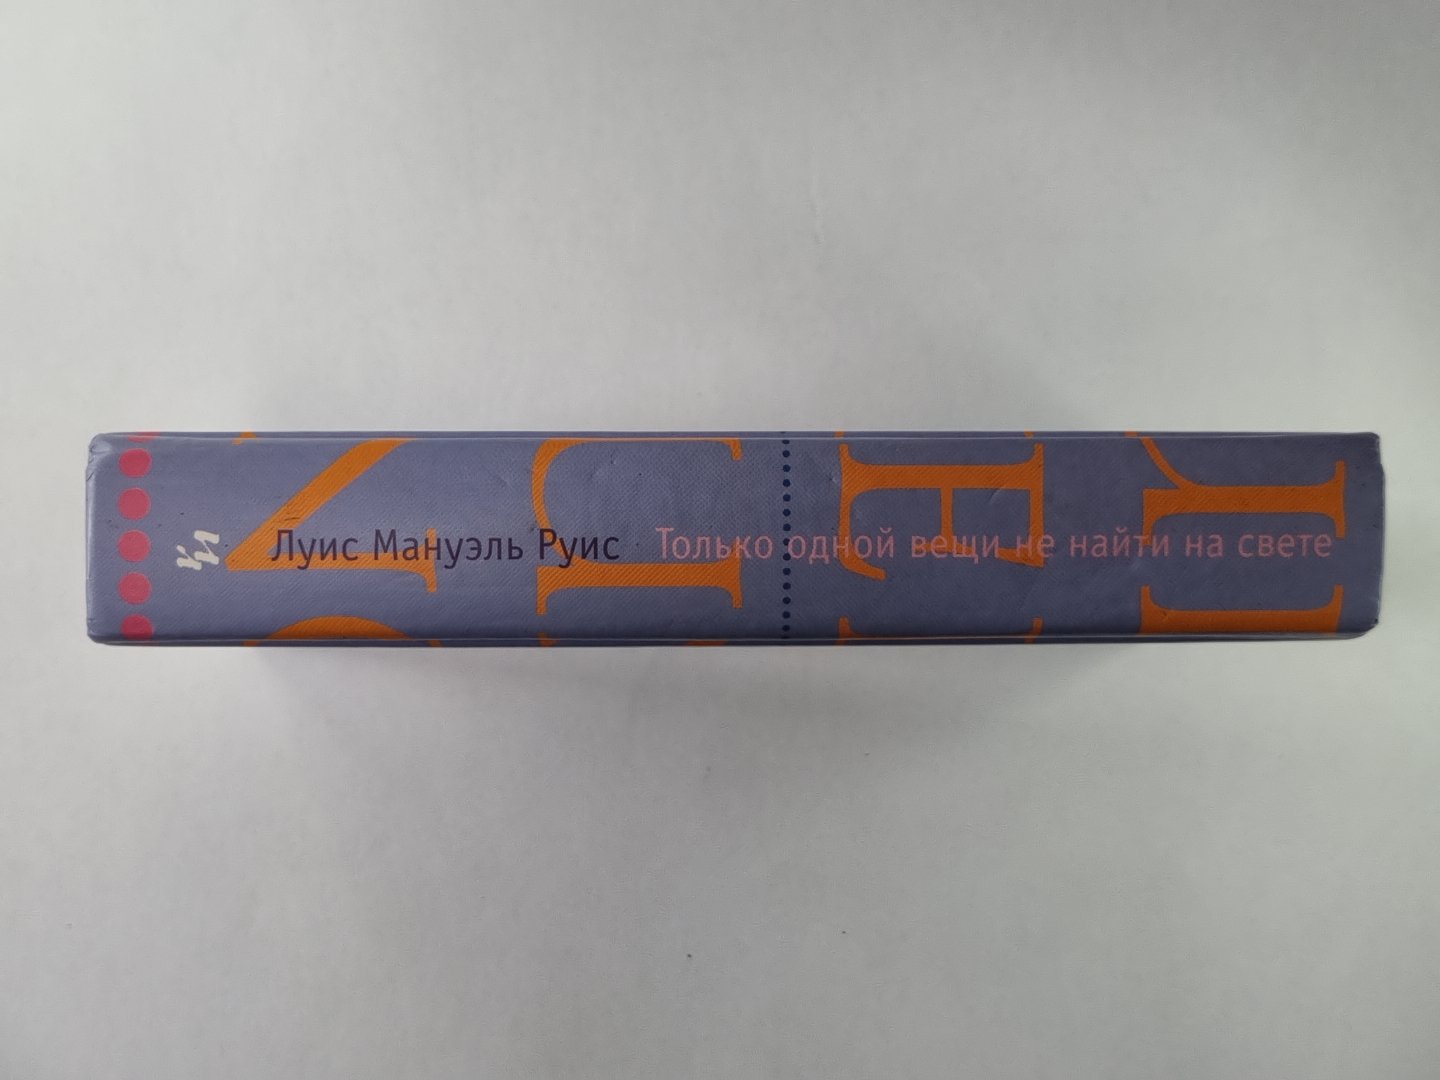 Луис Мануэль Руис Только одной вещи не найти на свете